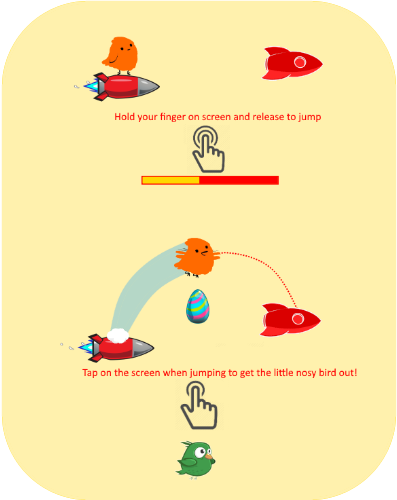 Hold your finger on screen and release to jump
Tap on the screen when jumping to get the little nosy bird out!